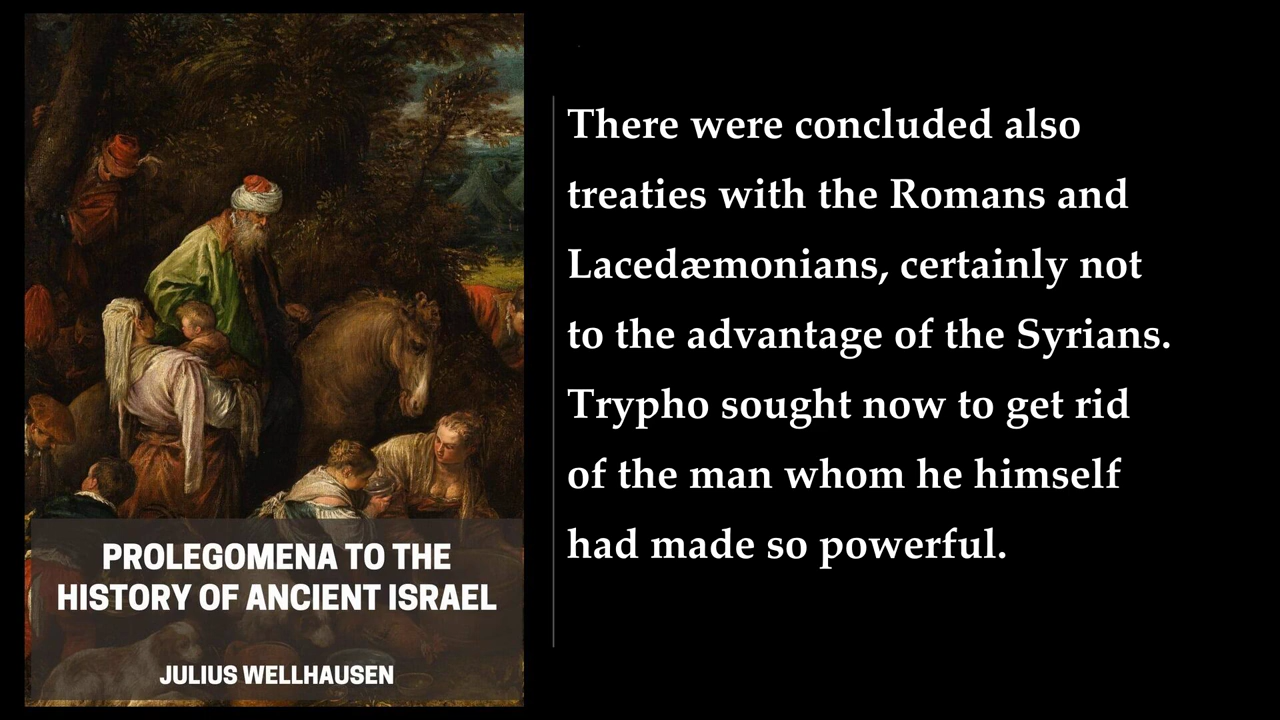 There were concluded also
treaties with the Romans and
Lacedæmonians, certainly not
to the advantage of the Syrians.
Trypho sought now to get rid
of the man whom he himself
had made so powerful.
PROLEGOMENA TO THE
HISTORY OF ANCIENT ISRAEL
JULIUS WELLHAUSEN